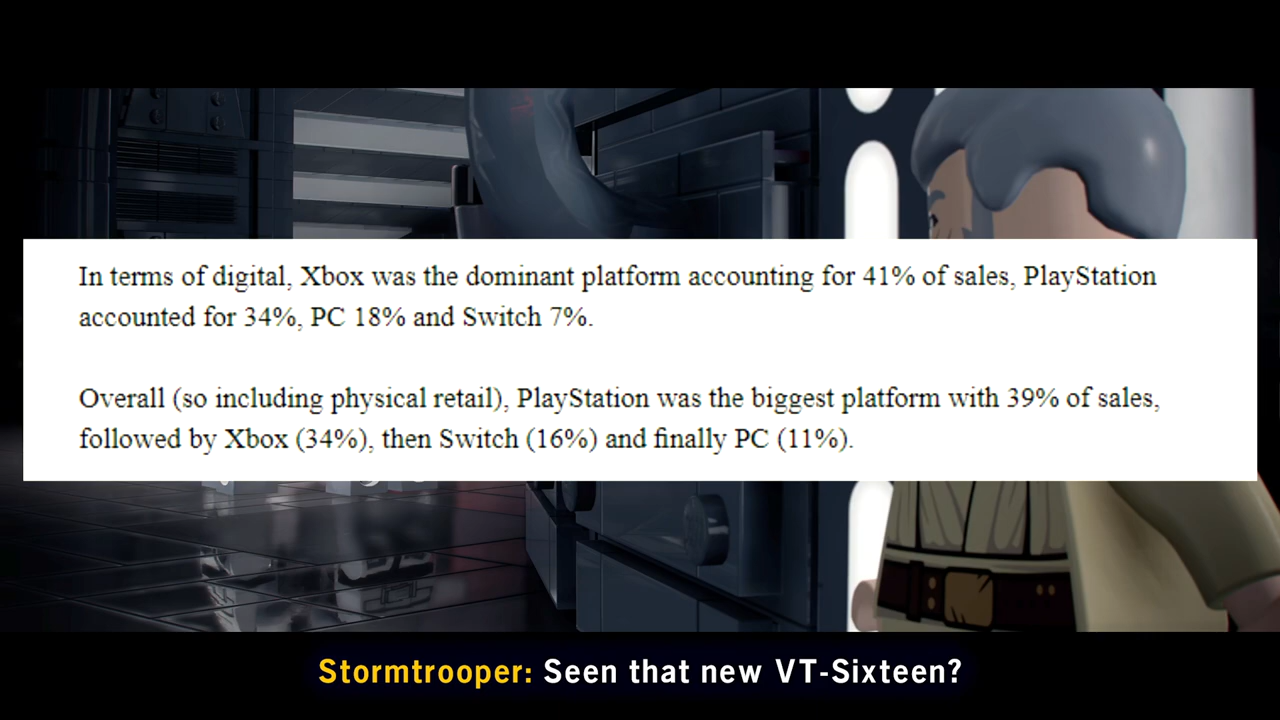 In terms of digital, Xbox was the dominant platform accounting for 41% of sales, PlayStation
accounted for 34%, PC 18% and Switch 7%.
Overall (so including physical retail), PlayStation was the biggest platform with 39% of sales,
followed by Xbox (34%), then Switch (16%) and finally PC (11%).
Stormtrooper: Seen that new VT-Sixteen?